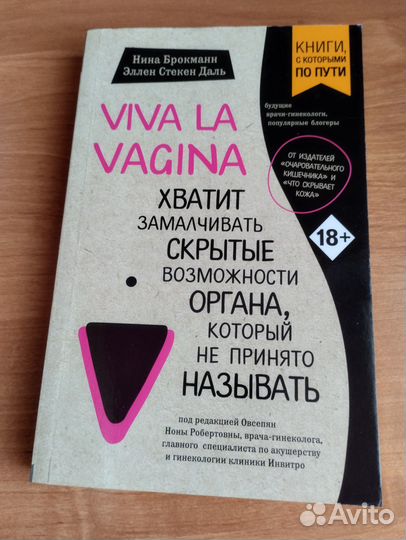 Нина Брокманн
Эллен Стекен Даль
КНИГИ,
С КОТОРЫМИ
ПО ПУТИ
будущие
врачи-гинекологи,
популярные блогеры
VIVA LA
VAGINA
ОТ ИЗДАТЕЛЕЙ
«ОЧАРОВАТЕЛЬНОГО
КИШЕЧНИКА» И
«ЧТО СКРЫВАЕТ
КОЖА»
18+
ХВАТИТ
ЗАМАЛЧИВАТЬ
СКРЫТЫЕ
ВОЗМОЖНОСТИ
ОРГАНА,
КОТОРЫЙ
НЕ ПРИНЯТО
НАЗЫВАТЬ
под редакцией Овсепян
Ноны Робертовны, врача-гинеколога,
главного специалиста по акушерству
и гинекологии клиники Инвитро
Avito